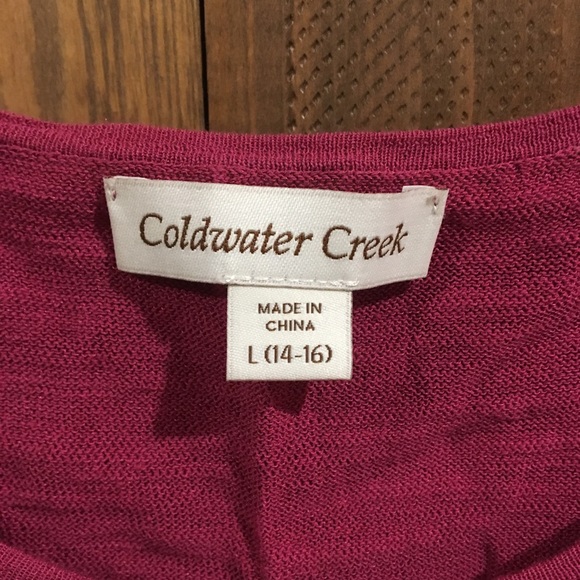 Coldwater Creek
MADE IN
CHINA
L (14-16)